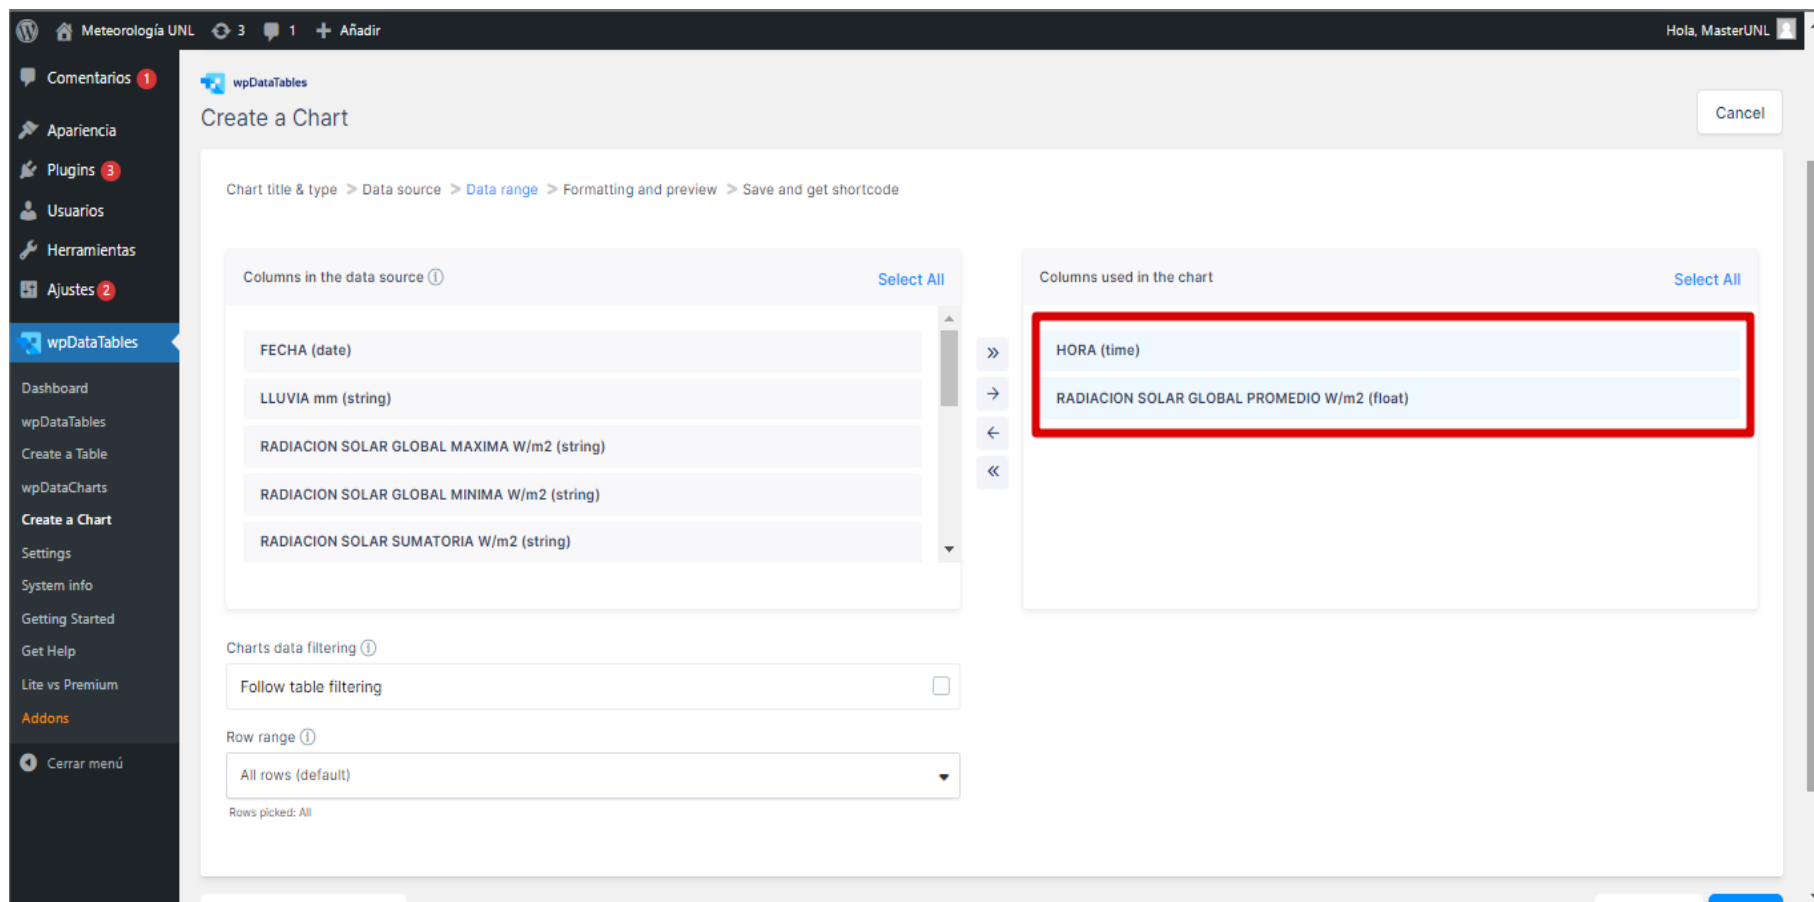 Meteorología UNL 3 1 Añadir Hola, MasterUNL
Comentarios 1
Apariencia
Plugins 3
Usuarios
Herramientas
Ajustes 2
wpDataTables
Dashboard
wpDataTables
Create a Table
wpDataCharts
Create a Chart
Settings
System info
Getting Started
Get Help
Lite vs Premium
Addons
Cerrar menú
wpDataTables
Create a Chart
Cancel
Chart title & type > Data source > Data range > Formatting and preview > Save and get shortcode
Columns in the data source Select All
FECHA (date)
LLUVIA mm (string)
RADIACION SOLAR GLOBAL MAXIMA W/m2 (string)
RADIACION SOLAR GLOBAL MINIMA W/m2 (string)
RADIACION SOLAR SUMATORIA W/m2 (string)
Columns used in the chart Select All
HORA (time)
RADIACION SOLAR GLOBAL PROMEDIO W/m2 (float)
Charts data filtering
Follow table filtering
Row range
All rows (default)
Rows picked: All